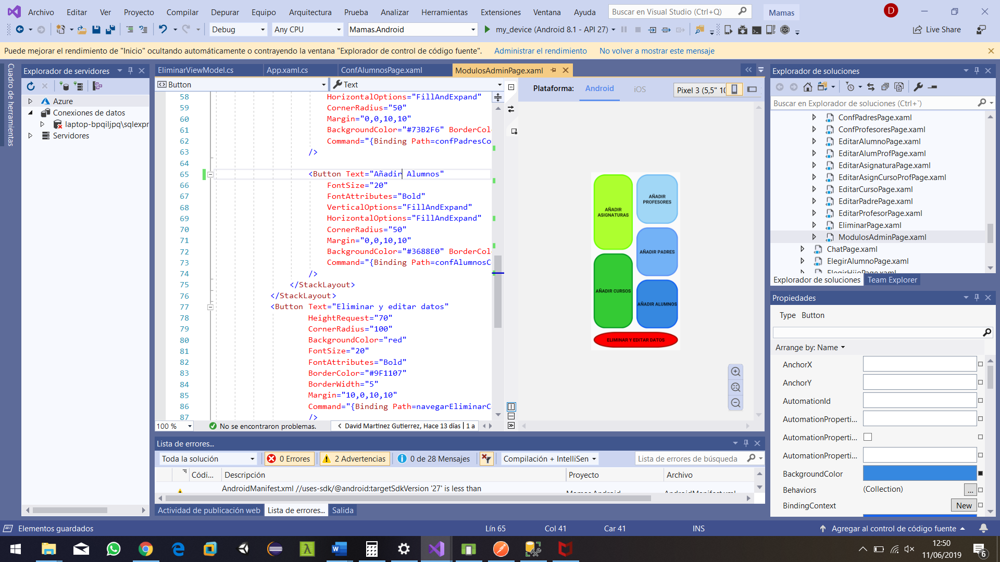 Archivo Editar Ver Proyecto Compilar Depurar Equipo Arquitectura Prueba Analizar Herramientas Extensiones Ventana Ayuda Buscar en Visual Studio (Ctrl+Q) Mamas D
Debug Any CPU Mamas.Android my_device (Android 8.1 - API 27) Live Share
Puede mejorar el rendimiento de "Inicio" ocultando automáticamente o contrayendo la ventana "Explorador de control de código fuente". Administrar el rendimiento No volver a mostrar este mensaje
Cuadro de herramientas
Explorador de servidores
Azure
Conexiones de datos
laptop-bpqiljpq\sqlexpr
Servidores
EliminarViewModel.cs App.xaml.cs ConfAlumnosPage.xaml ModulosAdminPage.xaml
Button Text
58 HorizontalOptions="FillAndExpand"
59 CornerRadius="50"
60 Margin="0,0,10,10"
61 BackgroundColor="#73B2F6" BorderCol
62 Command="{Binding Path=confPadresCo
63 />
64
65 <Button Text="Añadir Alumnos"
66 FontSize="20"
67 FontAttributes="Bold"
68 VerticalOptions="FillAndExpand"
69 HorizontalOptions="FillAndExpand"
70 CornerRadius="50"
71 Margin="0,0,10,10"
72 BackgroundColor="#3688E0" BorderCol
73 Command="{Binding Path=confAlumnosC
74 />
75 </StackLayout>
76 </StackLayout>
77 <Button Text="Eliminar y editar datos"
78 HeightRequest="70"
79 CornerRadius="100"
80 BackgroundColor="red"
81 FontSize="20"
82 FontAttributes="Bold"
83 BorderColor="#9F1107"
84 BorderWidth="5"
85 Margin="10,0,10,10"
86 Command="{Binding Path=navegarEliminarC
87 />
100 % No se encontraron problemas. David Martinez Gutierrez, Hace 13 días | 1 a
Plataforma: Android iOS Pixel 3 (5,5" 10
AÑADIR ASIGNATURAS
AÑADIR PROFESORES
AÑADIR PADRES
AÑADIR CURSOS
AÑADIR ALUMNOS
ELIMINAR Y EDITAR DATOS
Lista de errores...
Toda la solución 0 Errores 2 Advertencias 0 de 28 Mensajes Compilación + IntelliSen Lista de errores de búsqueda
Códi... Descripción Proyecto Archivo
AndroidManifest.xml //uses-sdk/@android:targetSdkVersion '27' is less than Mamas.Android AndroidManifest.xml
Actividad de publicación web Lista de errores... Salida
Explorador de soluciones
Buscar en Explorador de soluciones (Ctrl+`)
ConfPadresPage.xaml
ConfProfesoresPage.xaml
EditarAlumnoPage.xaml
EditarAlumProfPage.xaml
EditarAsignaturaPage.xaml
EditarAsignCursoProfPage.xaml
EditarCursoPage.xaml
EditarPadrePage.xaml
EditarProfesorPage.xaml
EliminarPage.xaml
ModulosAdminPage.xaml
ChatPage.xaml
ElegirAlumnoPage.xaml
ElegirHijoPage.xaml
Explorador de soluciones Team Explorer
Propiedades
Type Button
Arrange by: Name
AnchorX
AnchorY
AutomationId
AutomationProperti...
AutomationProperti...
AutomationProperti...
BackgroundColor
Behaviors (Collection) ...
BindingContext New
Elementos guardados Lín 65 Col 41 Car 41 INS Agregar al control de código fuente
12:50
11/06/2019
6